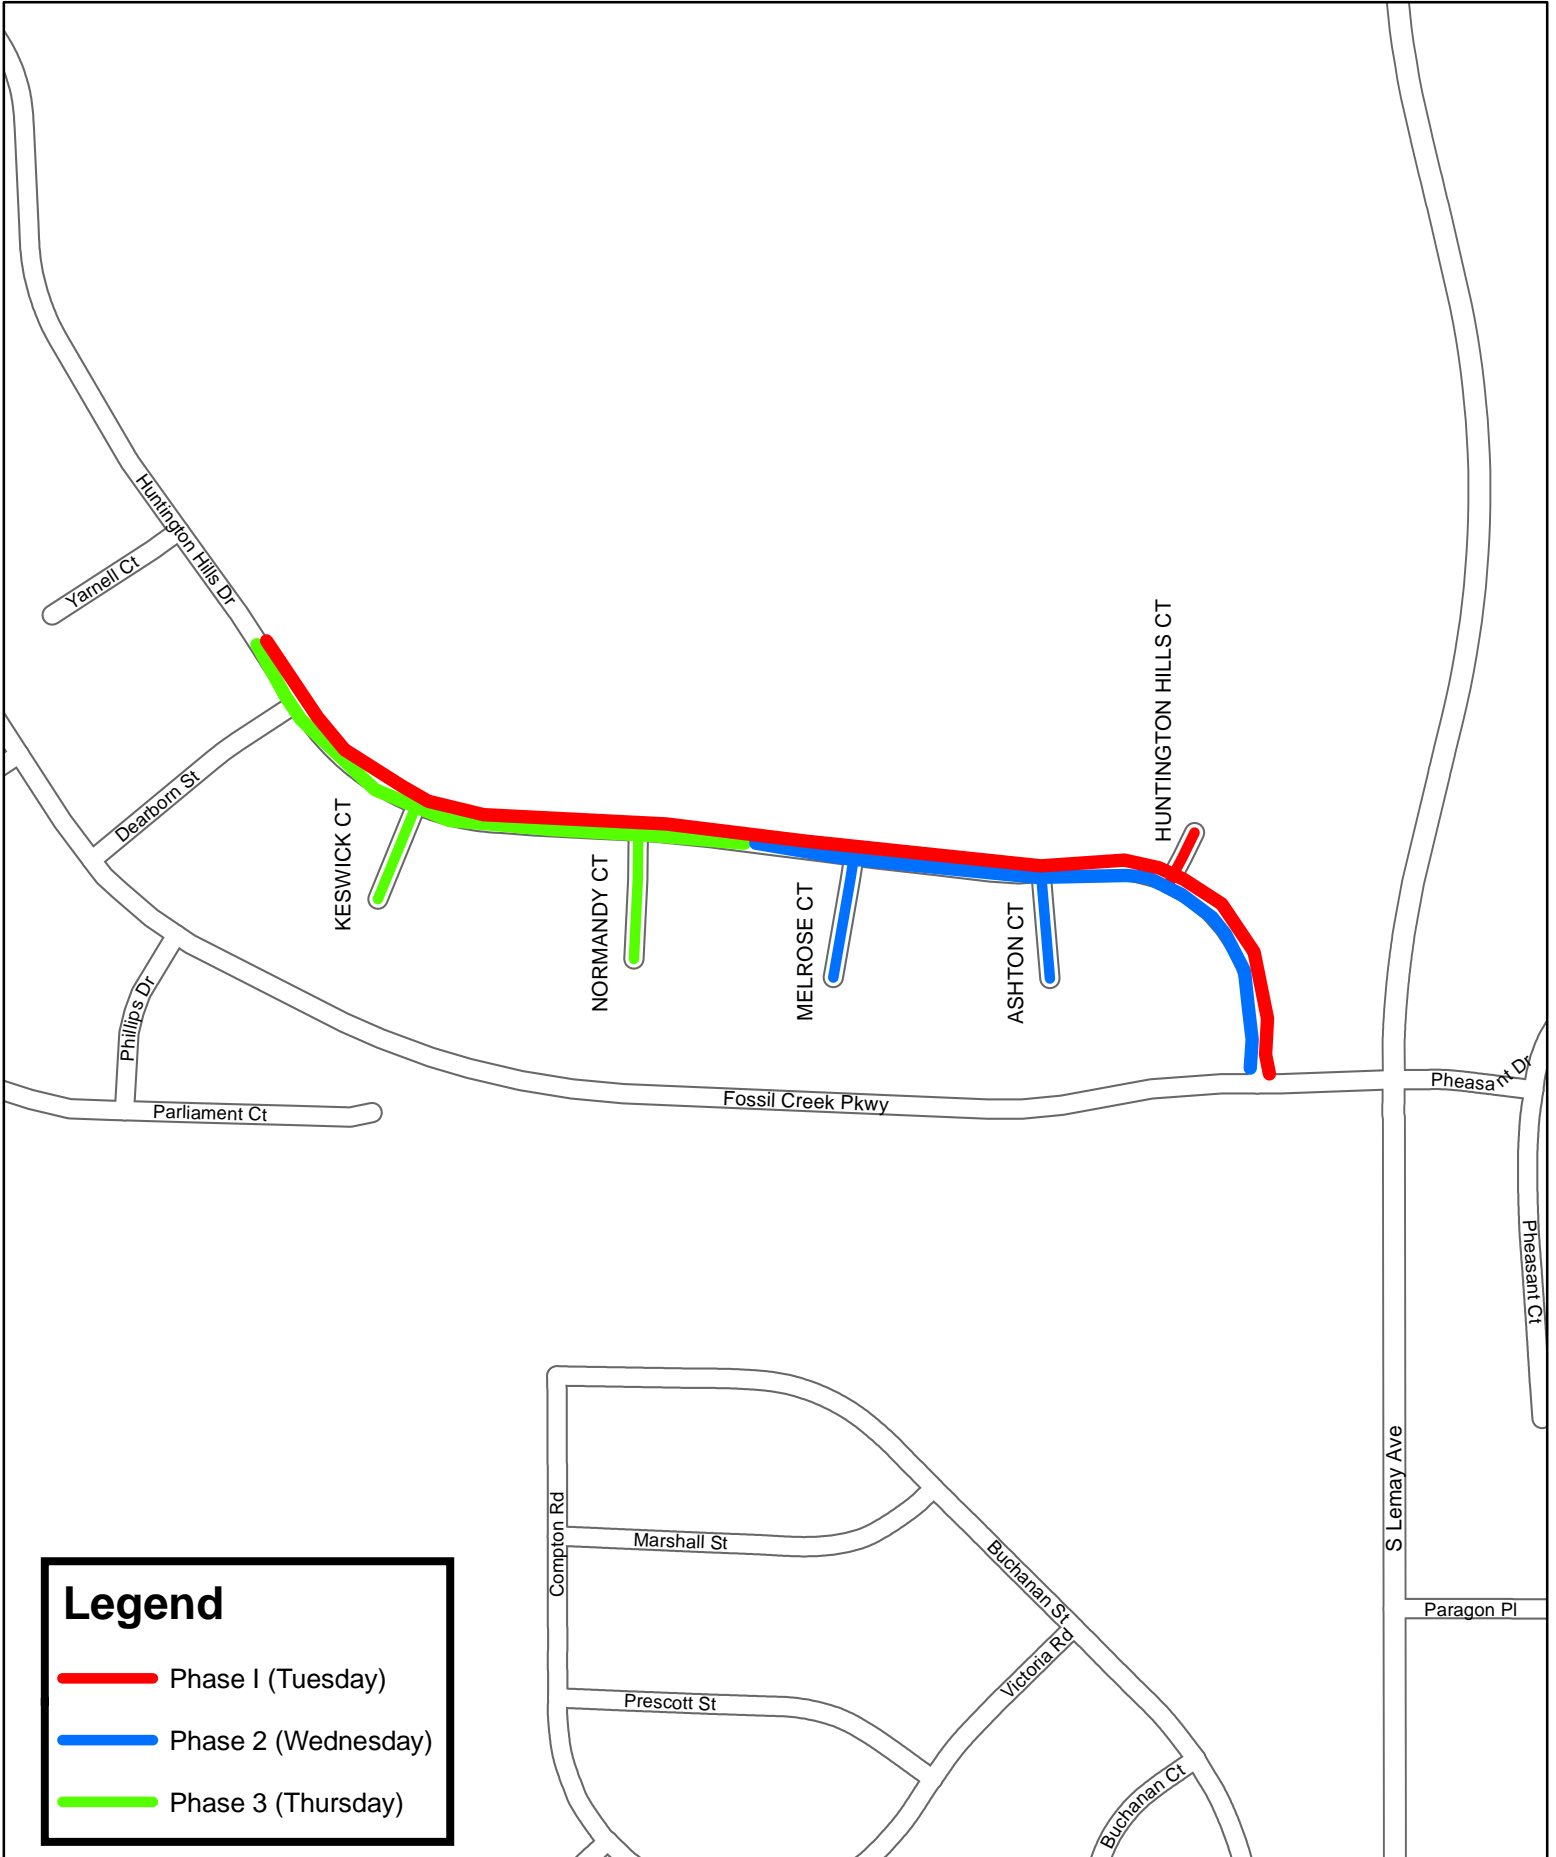 Huntington Hills Dr
Yarnell Ct
HUNTINGTON HILLS CT
Dearborn St
KESWICK CT
NORMANDY CT
MELROSE CT
ASHTON CT
Phillips Dr
Pheasant Dr
Parliament Ct
Fossil Creek Pkwy
Pheasant Ct
S Lemay Ave
Compton Rd
Marshall St
Buchanan St
Paragon Pl
Victoria Rd
Prescott St
Buchanan Ct
Legend
Phase I (Tuesday)
Phase 2 (Wednesday)
Phase 3 (Thursday)